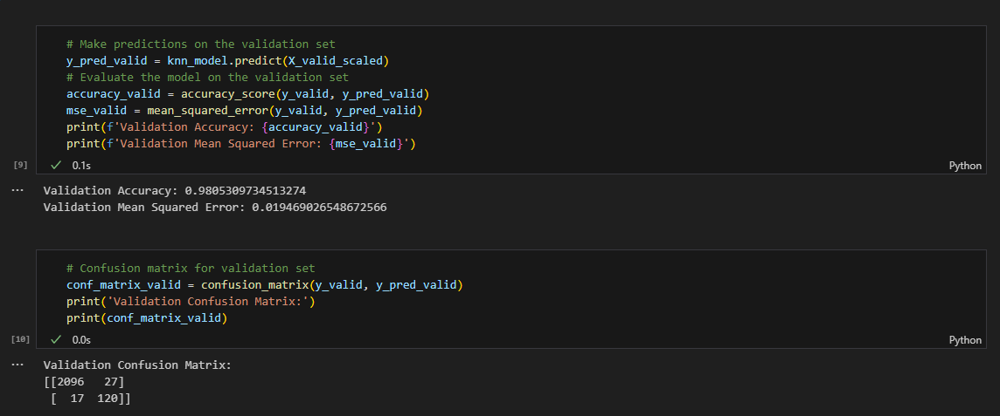 # Make predictions on the validation set
y_pred_valid = knn_model.predict(X_valid_scaled)
# Evaluate the model on the validation set
accuracy_valid = accuracy_score(y_valid, y_pred_valid)
mse_valid = mean_squared_error(y_valid, y_pred_valid)
print(f'Validation Accuracy: {accuracy_valid}')
print(f'Validation Mean Squared Error: {mse_valid}')
[9] ✓ 0.1s Python
... Validation Accuracy: 0.9805309734513274
Validation Mean Squared Error: 0.019469026548672566
# Confusion matrix for validation set
conf_matrix_valid = confusion_matrix(y_valid, y_pred_valid)
print('Validation Confusion Matrix:')
print(conf_matrix_valid)
[10] ✓ 0.0s Python
... Validation Confusion Matrix:
[[2096   27]
 [  17  120]]